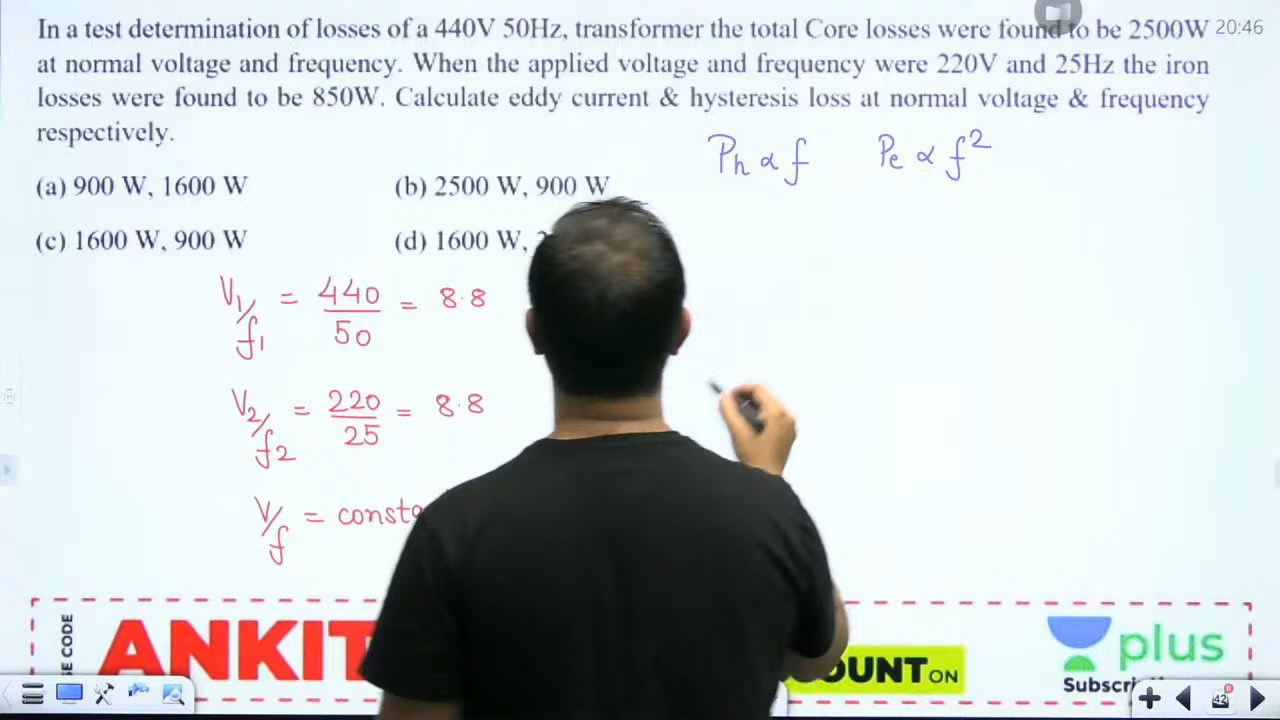 In a test determination of losses of a 440V 50Hz, transformer the total Core losses were found to be 2500W 20:46
at normal voltage and frequency. When the applied voltage and frequency were 220V and 25Hz the iron
losses were found to be 850W. Calculate eddy current & hysteresis loss at normal voltage & frequency
respectively.
Ph ∝ f Pe ∝ f²
(a) 900 W, 1600 W (b) 2500 W, 900 W
(c) 1600 W, 900 W (d) 1600 W,
V1/f1 = 440/50 = 8.8
V2/f2 = 220/25 = 8.8
V/f =
CODE
ANKIT
ON
plus
42